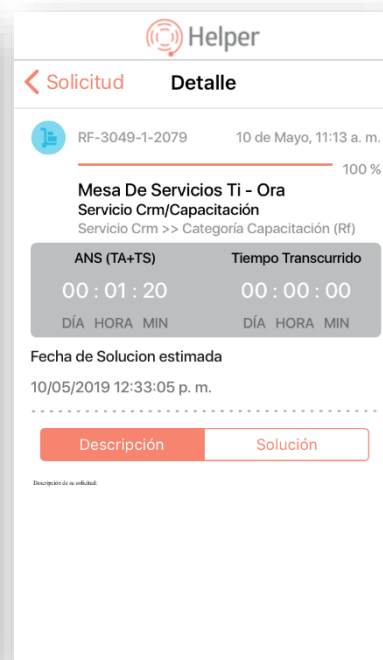 Helper
Solicitud Detalle
RF-3049-1-2079 10 de Mayo, 11:13 a. m.
100 %
Mesa De Servicios Ti - Ora
Servicio Crm/Capacitación
Servicio Crm >> Categoría Capacitación (Rf)
ANS (TA+TS) Tiempo Transcurrido
00 : 01 : 20 00 : 00 : 00
DÍA HORA MIN DÍA HORA MIN
Fecha de Solucion estimada
10/05/2019 12:33:05 p. m.
Descripción Solución
Descripción de su solicitud: